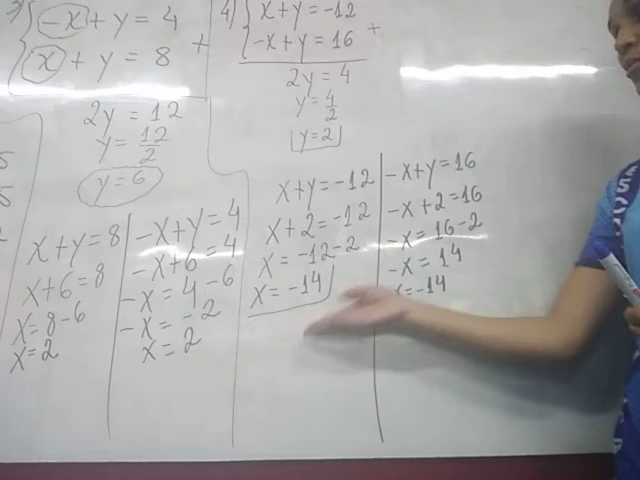 3) -x + y = 4
x + y = 8 +
2y = 12
y = 12/2
y = 6
x + y = 8
x + 6 = 8
x = 8 - 6
x = 2
-x + y = 4
-x + 6 = 4
-x = 4 - 6
-x = -2
x = 2
4) x + y = -12
-x + y = 16 +
2y = 4
y = 4/2
y = 2
x + y = -12
x + 2 = -12
x = -12 - 2
x = -14
-x + y = 16
-x + 2 = 16
-x = 16 - 2
-x = 14
x = -14